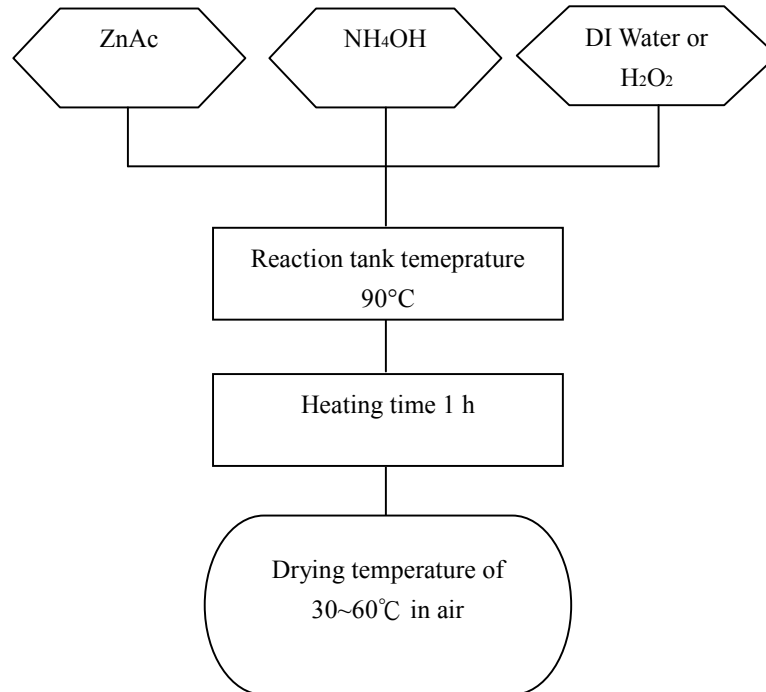 ZnAc
NH₄OH
DI Water or
H₂O₂
Reaction tank temeprature
90°C
Heating time 1 h
Drying temperature of
30~60℃ in air